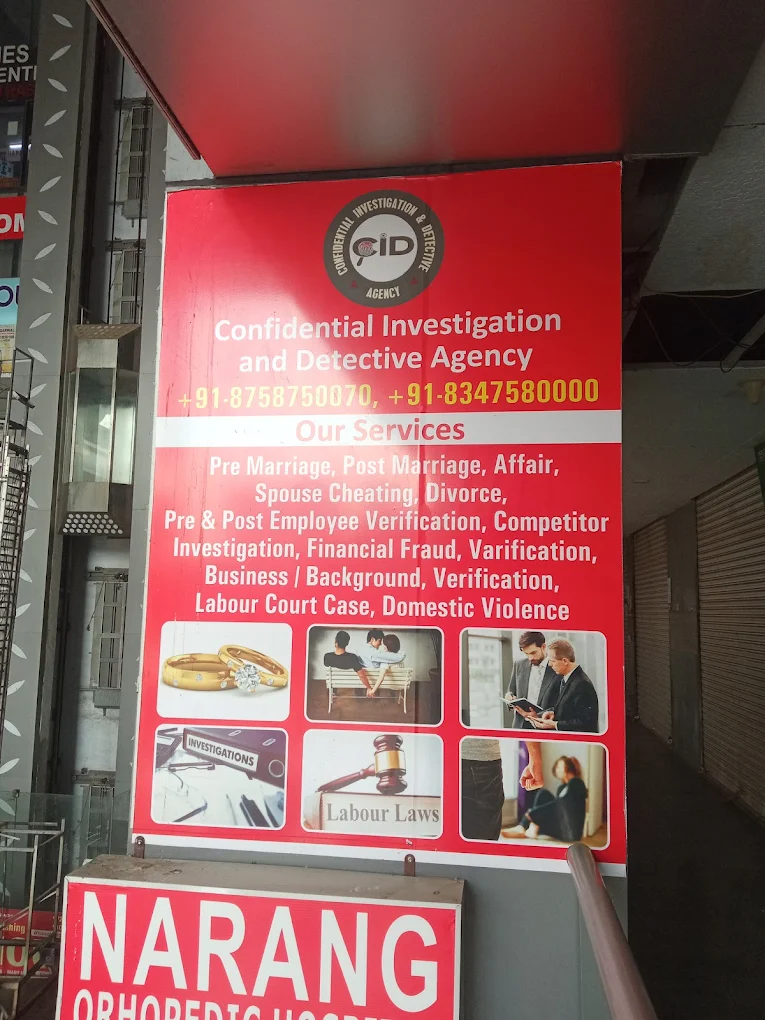 CONFIDENTIAL INVESTIGATION & DETECTIVE
CID
AGENCY
Confidential Investigation
and Detective Agency
+91-8758750070, +91-8347580000
Our Services
Pre Marriage, Post Marriage, Affair,
Spouse Cheating, Divorce,
Pre & Post Employee Verification, Competitor
Investigation, Financial Fraud, Varification,
Business / Background, Verification,
Labour Court Case, Domestic Violence
INVESTIGATIONS
Labour Laws
NARANG